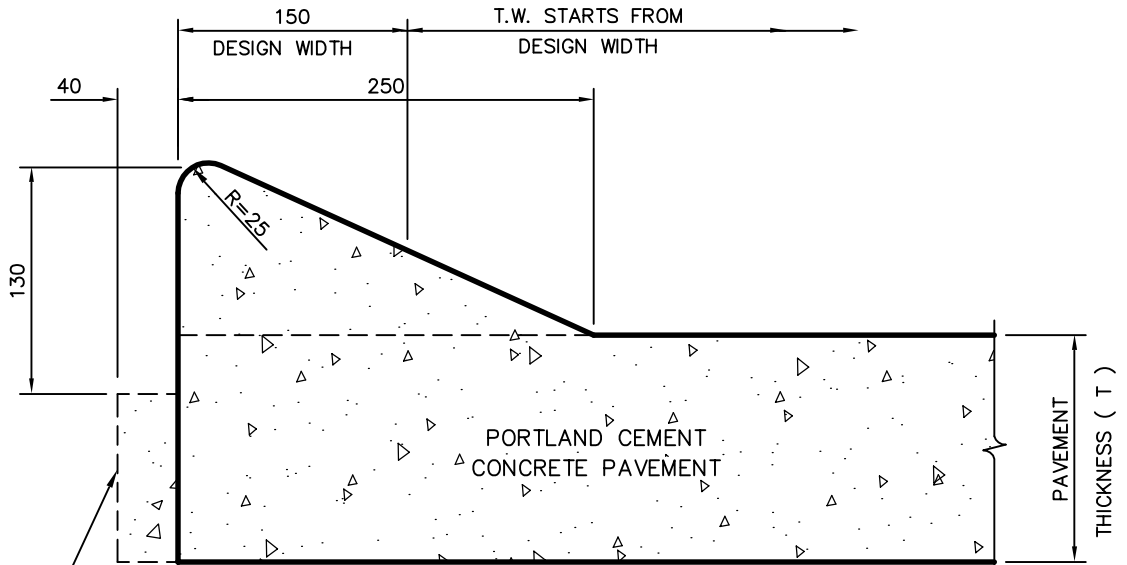 150
DESIGN WIDTH
T.W. STARTS FROM
DESIGN WIDTH
40
250
R=25
130
PORTLAND CEMENT
CONCRETE PAVEMENT
PAVEMENT
THICKNESS ( T )